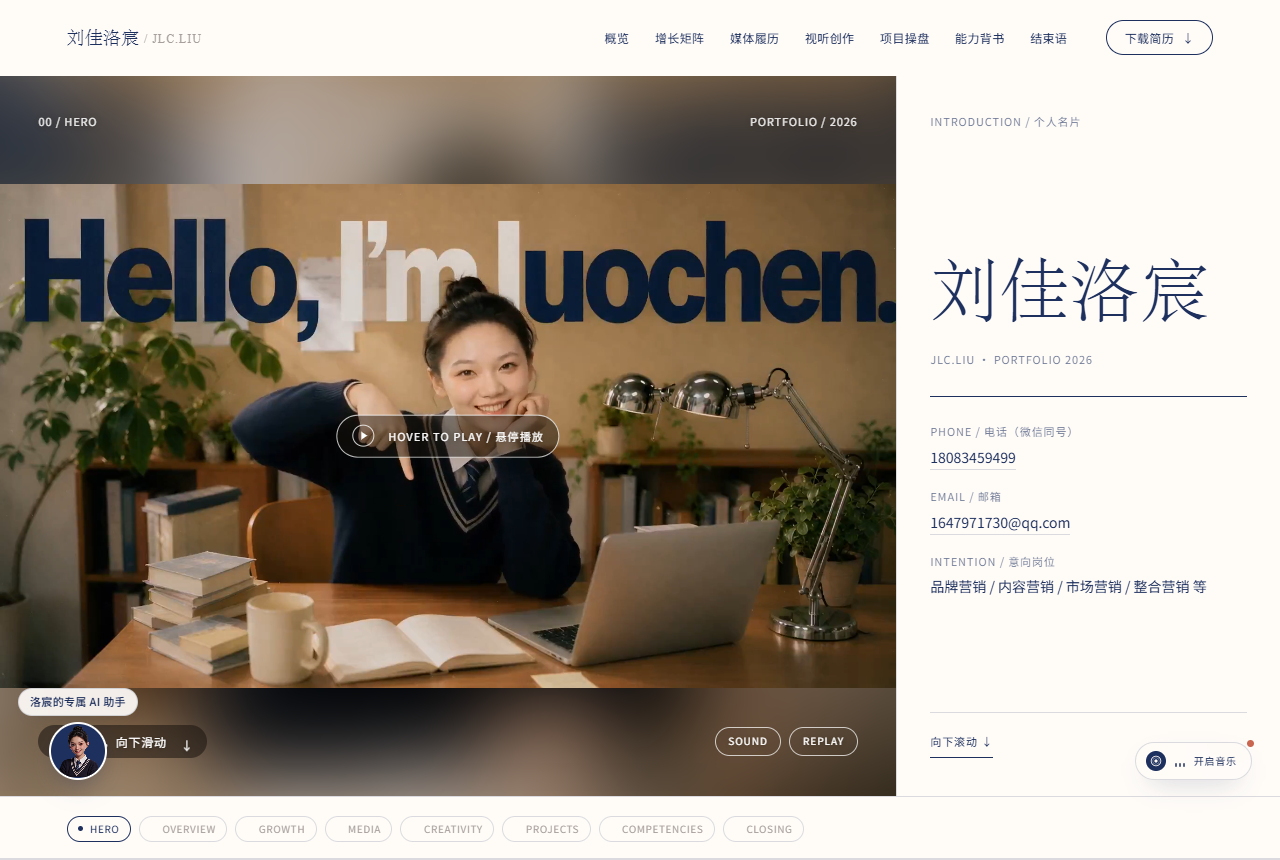 刘佳洛宸 / JLC.LIU
概览 增长矩阵 媒体履历 视听创作 项目操盘 能力背书 结束语 下载简历 ↓
00 / HERO
PORTFOLIO / 2026
Hello, I'm luochen.
HOVER TO PLAY / 悬停播放
洛宸的专属 AI 助手
向下滑动 ↓
SOUND
REPLAY
INTRODUCTION / 个人名片
刘佳洛宸
JLC.LIU • PORTFOLIO 2026
PHONE / 电话（微信同号）
18083459499
EMAIL / 邮箱
1647971730@qq.com
INTENTION / 意向岗位
品牌营销 / 内容营销 / 市场营销 / 整合营销 等
向下滚动 ↓
开启音乐
HERO OVERVIEW GROWTH MEDIA CREATIVITY PROJECTS COMPETENCIES CLOSING